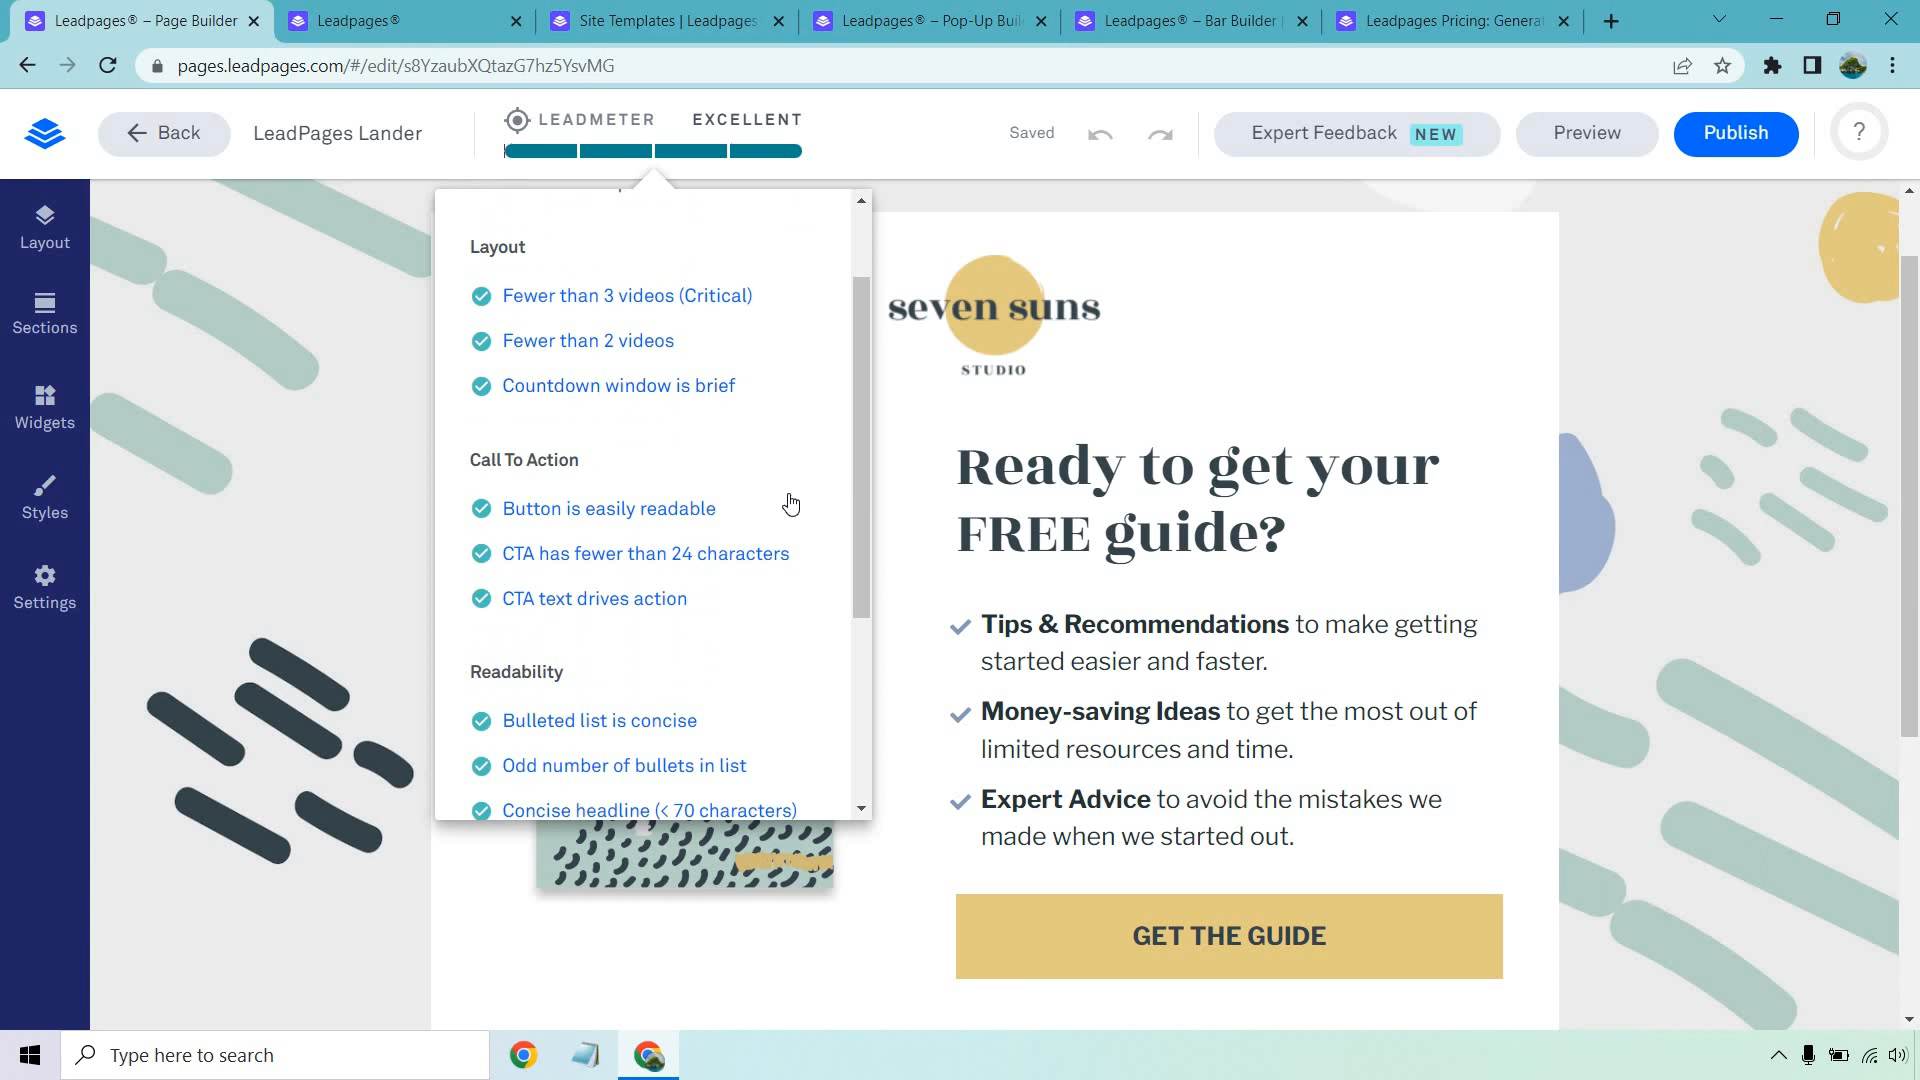 Leadpages® – Page Builder
Leadpages®
Site Templates | Leadpages
Leadpages® – Pop-Up Buil
Leadpages® – Bar Builder |
Leadpages Pricing: Generat
pages.leadpages.com/#/edit/s8YzaubXQtazG7hz5YsvMG
Back
LeadPages Lander
LEADMETER
EXCELLENT
Saved
Expert Feedback NEW
Preview
Publish
?
Layout
Sections
Widgets
Styles
Settings
Layout
Fewer than 3 videos (Critical)
Fewer than 2 videos
Countdown window is brief
Call To Action
Button is easily readable
CTA has fewer than 24 characters
CTA text drives action
Readability
Bulleted list is concise
Odd number of bullets in list
Concise headline (< 70 characters)
seven suns
STUDIO
Ready to get your
FREE guide?
Tips & Recommendations to make getting
started easier and faster.
Money-saving Ideas to get the most out of
limited resources and time.
Expert Advice to avoid the mistakes we
made when we started out.
GET THE GUIDE
Type here to search